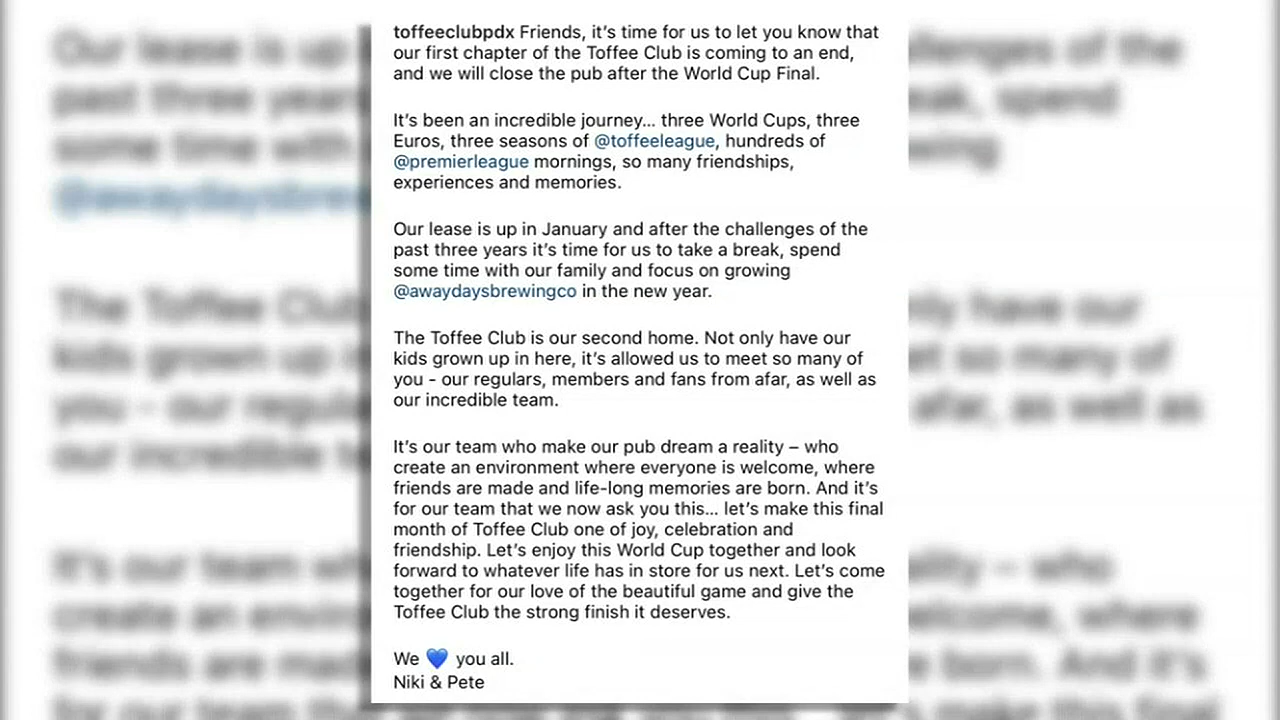 toffeeclubpdx Friends, it's time for us to let you know that
our first chapter of the Toffee Club is coming to an end,
and we will close the pub after the World Cup Final.
It's been an incredible journey... three World Cups, three
Euros, three seasons of @toffeeleague, hundreds of
@premierleague mornings, so many friendships,
experiences and memories.
Our lease is up in January and after the challenges of the
past three years it's time for us to take a break, spend
some time with our family and focus on growing
@awaydaysbrewingco in the new year.
The Toffee Club is our second home. Not only have our
kids grown up in here, it's allowed us to meet so many of
you - our regulars, members and fans from afar, as well as
our incredible team.
It's our team who make our pub dream a reality – who
create an environment where everyone is welcome, where
friends are made and life-long memories are born. And it's
for our team that we now ask you this... let's make this final
month of Toffee Club one of joy, celebration and
friendship. Let's enjoy this World Cup together and look
forward to whatever life has in store for us next. Let's come
together for our love of the beautiful game and give the
Toffee Club the strong finish it deserves.
We 💙 you all.
Niki & Pete